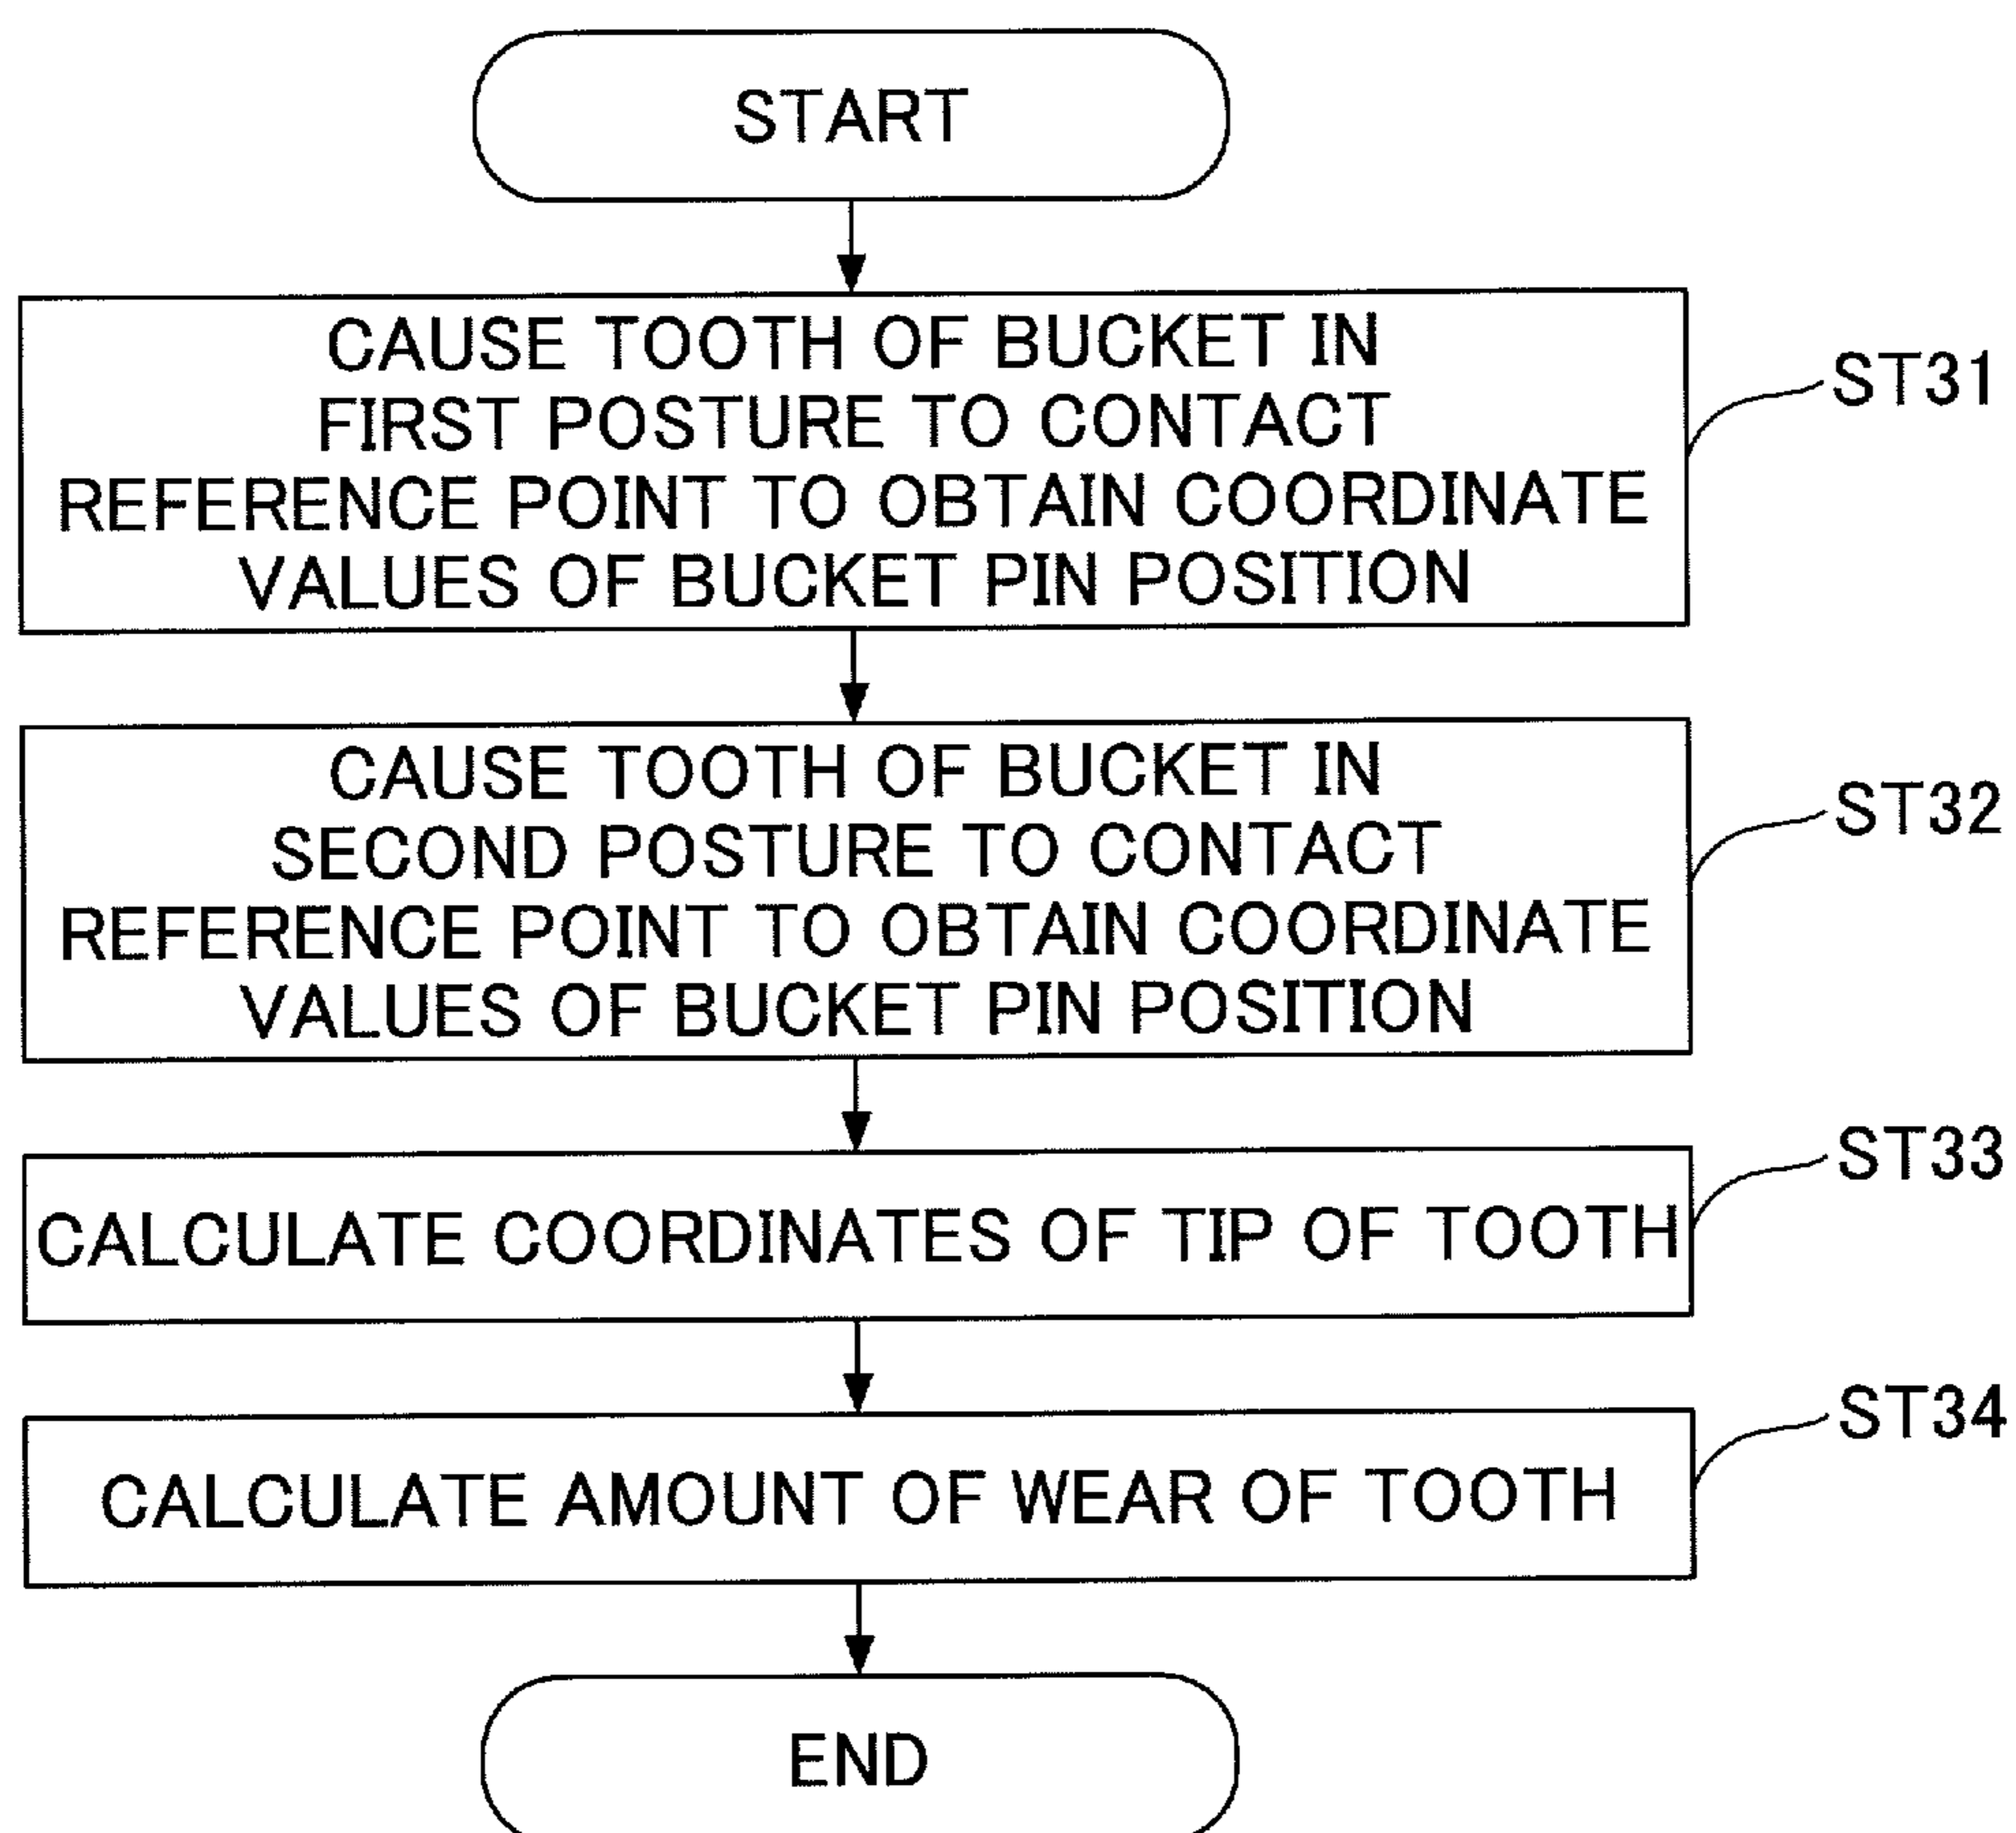 START
CAUSE TOOTH OF BUCKET IN
FIRST POSTURE TO CONTACT
REFERENCE POINT TO OBTAIN COORDINATE
VALUES OF BUCKET PIN POSITION
ST31
CAUSE TOOTH OF BUCKET IN
SECOND POSTURE TO CONTACT
REFERENCE POINT TO OBTAIN COORDINATE
VALUES OF BUCKET PIN POSITION
ST32
CALCULATE COORDINATES OF TIP OF TOOTH
ST33
CALCULATE AMOUNT OF WEAR OF TOOTH
ST34
END